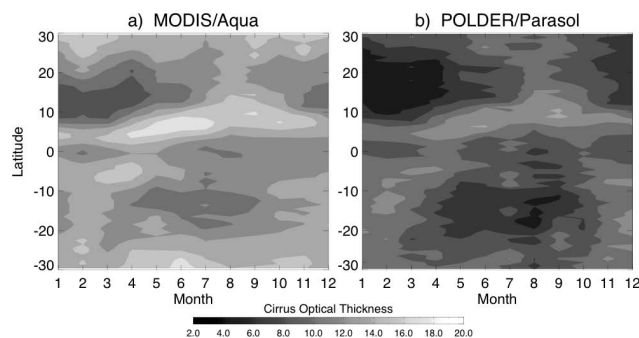 a) MODIS/Aqua
b) POLDER/Parasol
Latitude
30
20
10
0
-10
-20
-30
1 2 3 4 5 6 7 8 9 10 11 12
Month
30
20
10
0
-10
-20
-30
1 2 3 4 5 6 7 8 9 10 11 12
Month
Cirrus Optical Thickness
2.0 4.0 6.0 8.0 10.0 12.0 14.0 16.0 18.0 20.0